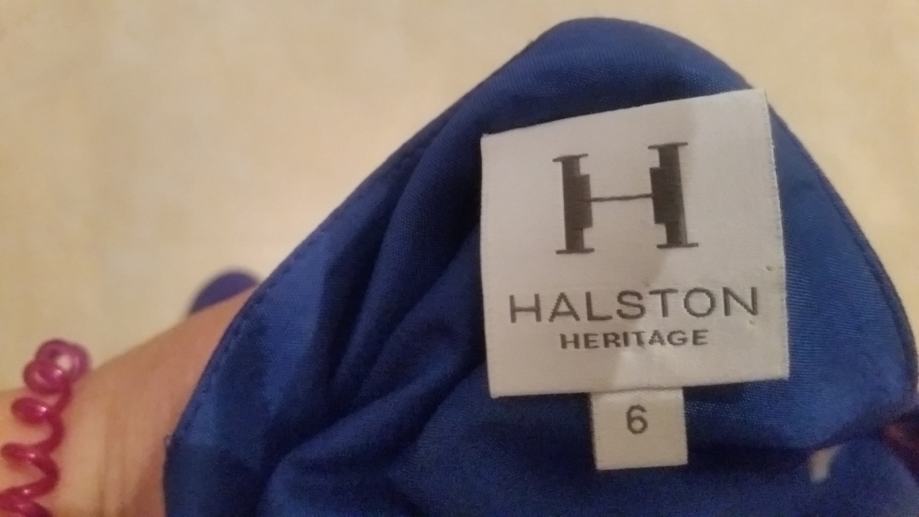 H
HALSTON
HERITAGE
6